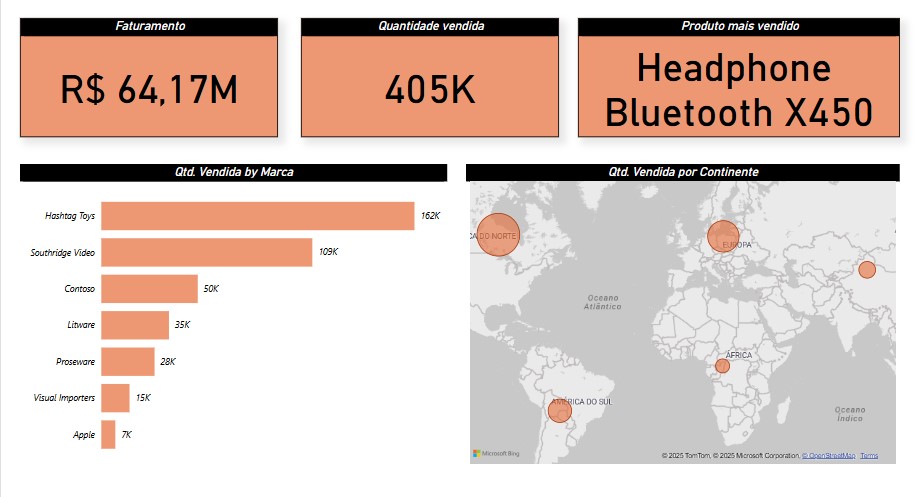 Faturamento
R$ 64,17M
Quantidade vendida
405K
Produto mais vendido
Headphone
Bluetooth X450
Qtd. Vendida by Marca
Hashtag Toys
162K
Southridge Video
109K
Contoso
50K
Litware
35K
Proseware
28K
Visual Importers
15K
Apple
7K
Qtd. Vendida por Continente
CA DO NORTE
EUROPA
Oceano
Atlântico
ÁFRICA
AMÉRICA DO SUL
Oceano
Índico
Microsoft Bing
© 2025 TomTom, © 2025 Microsoft Corporation, © OpenStreetMap Terms